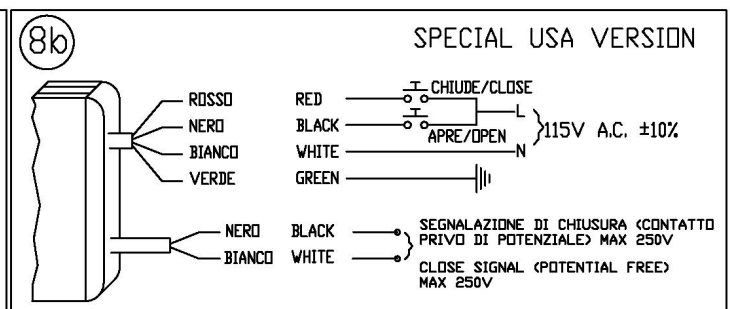 8b
SPECIAL USA VERSION
ROSSO RED CHIUDE/CLOSE
L
NERO BLACK APRE/OPEN
115V A.C. ±10%
BIANCO WHITE N
VERDE GREEN
NERO BLACK
BIANCO WHITE
SEGNALAZIONE DI CHIUSURA (CONTATTO
PRIVO DI POTENZIALE) MAX 250V
CLOSE SIGNAL (POTENTIAL FREE)
MAX 250V